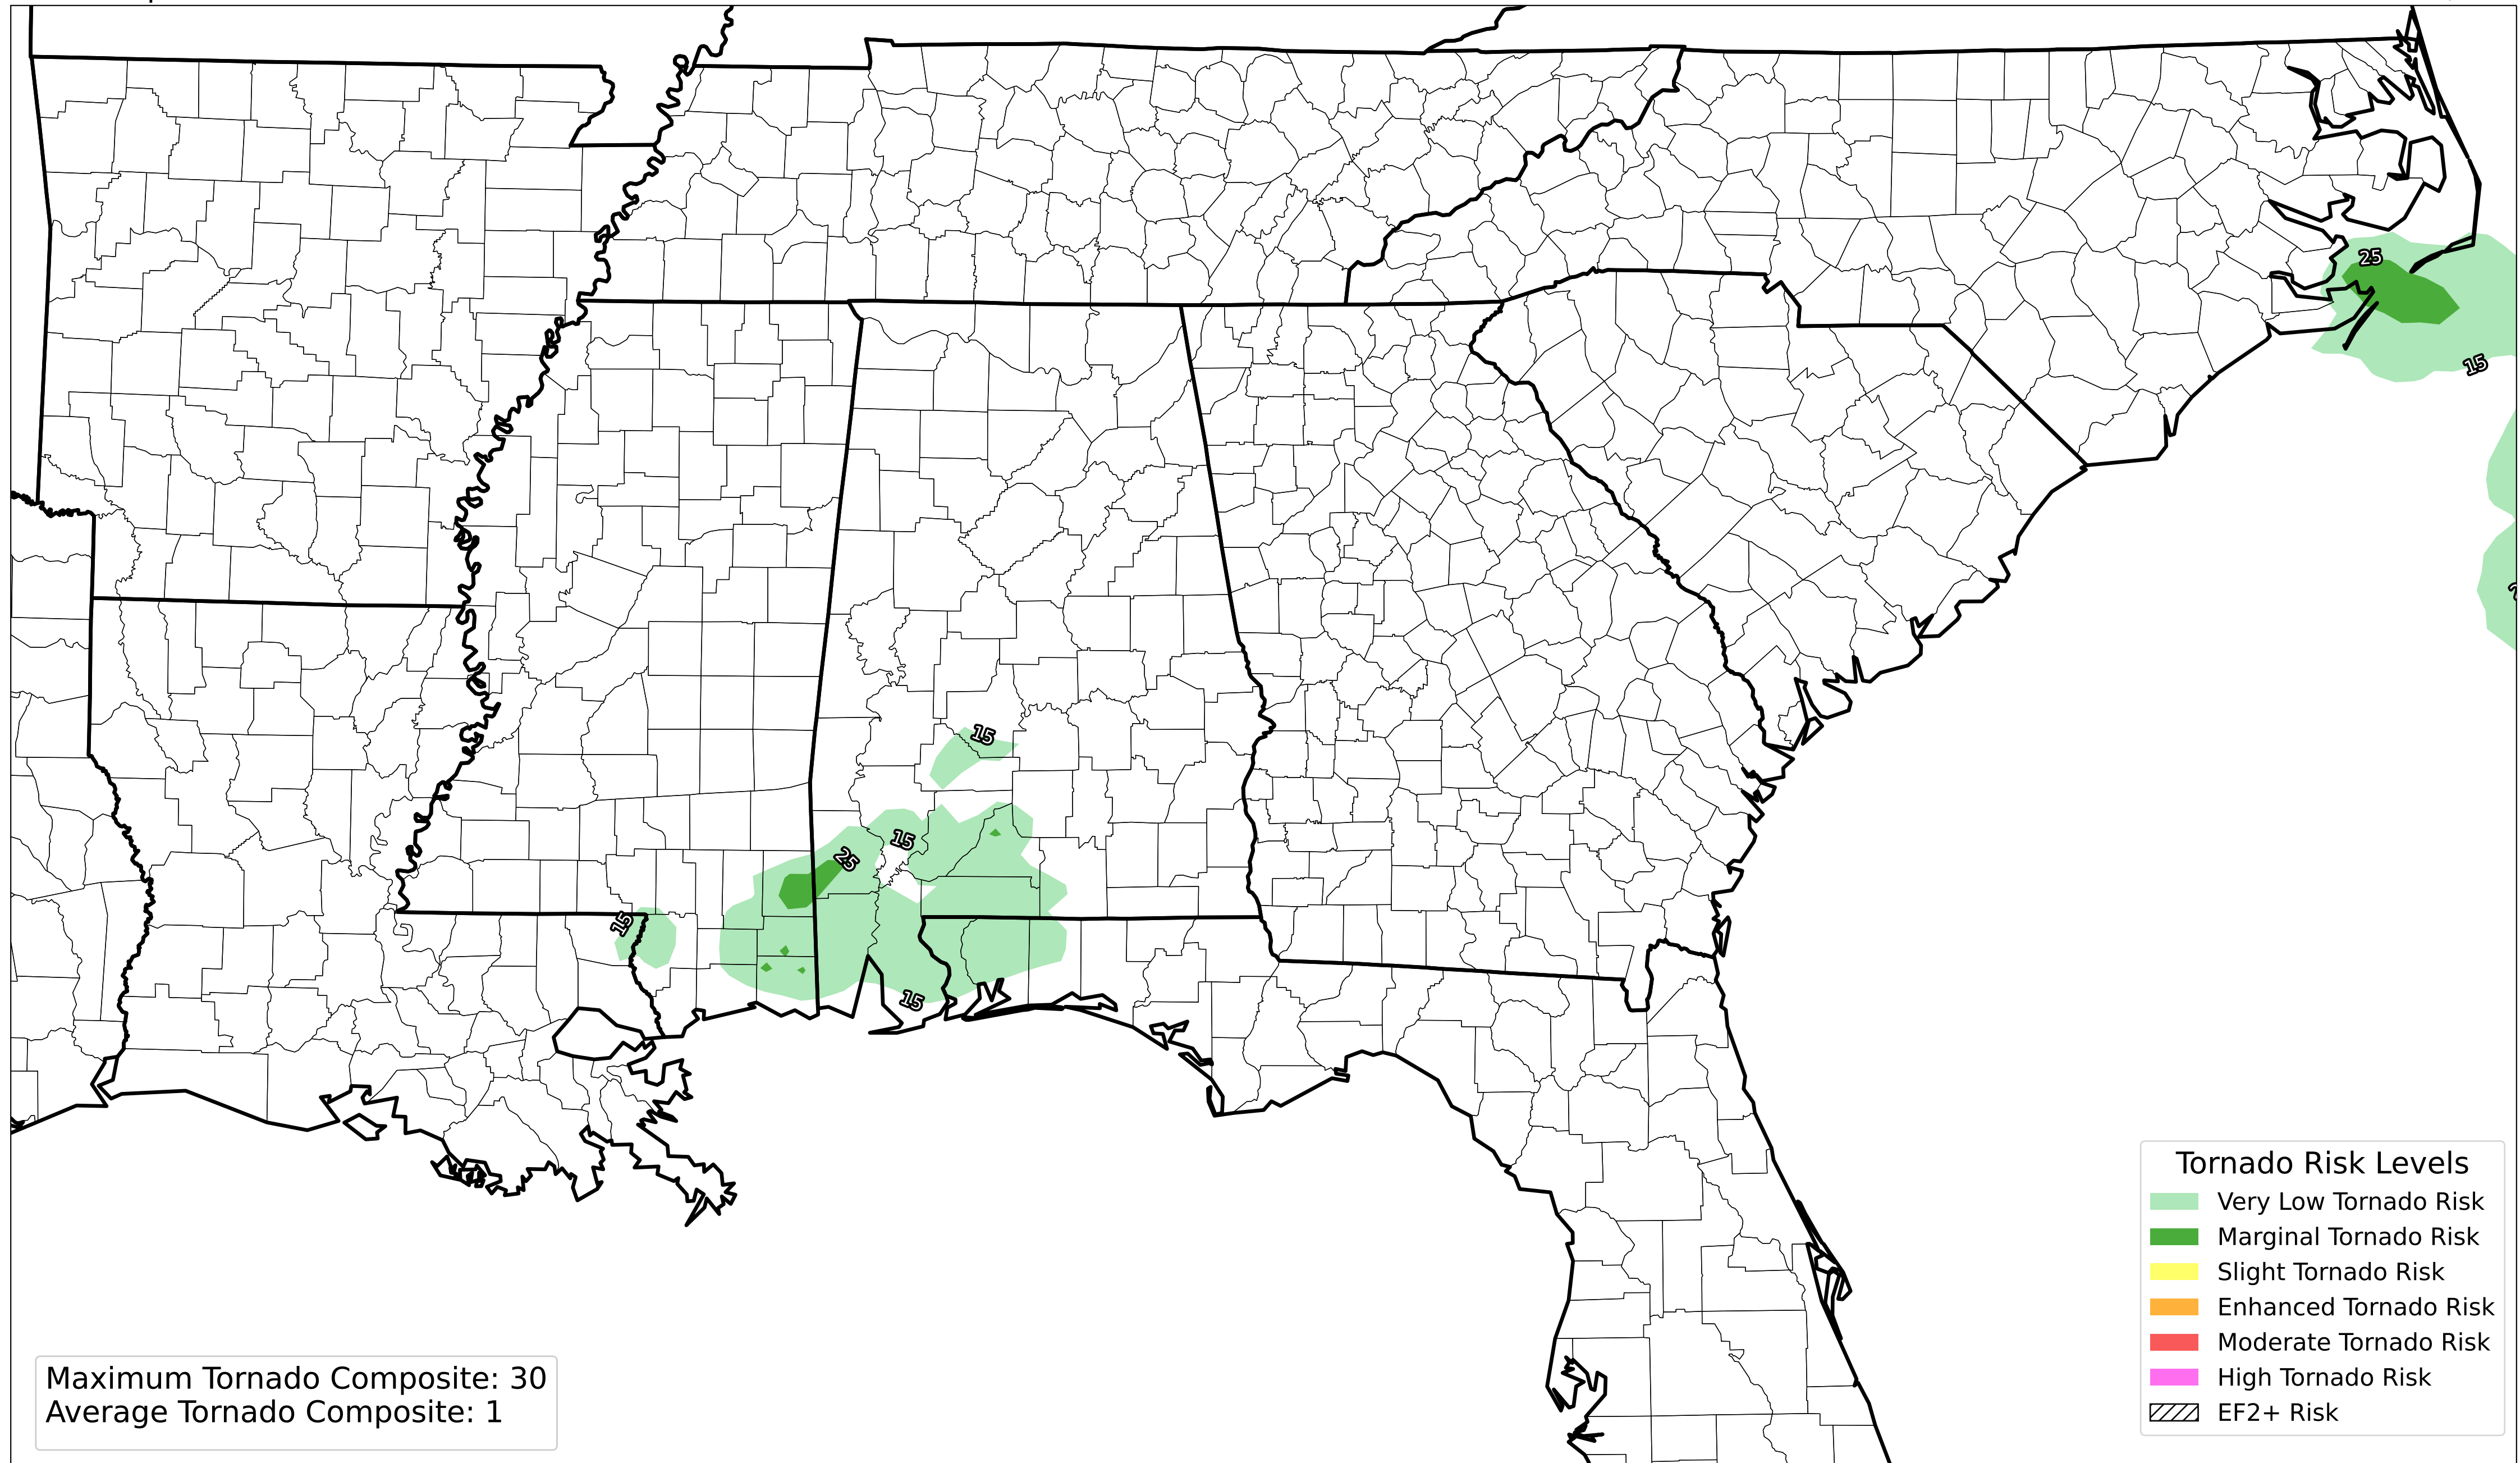 25
15
15
15
25
15
15
Tornado Risk Levels
Very Low Tornado Risk
Marginal Tornado Risk
Slight Tornado Risk
Enhanced Tornado Risk
Moderate Tornado Risk
High Tornado Risk
EF2+ Risk
Maximum Tornado Composite: 30
Average Tornado Composite: 1